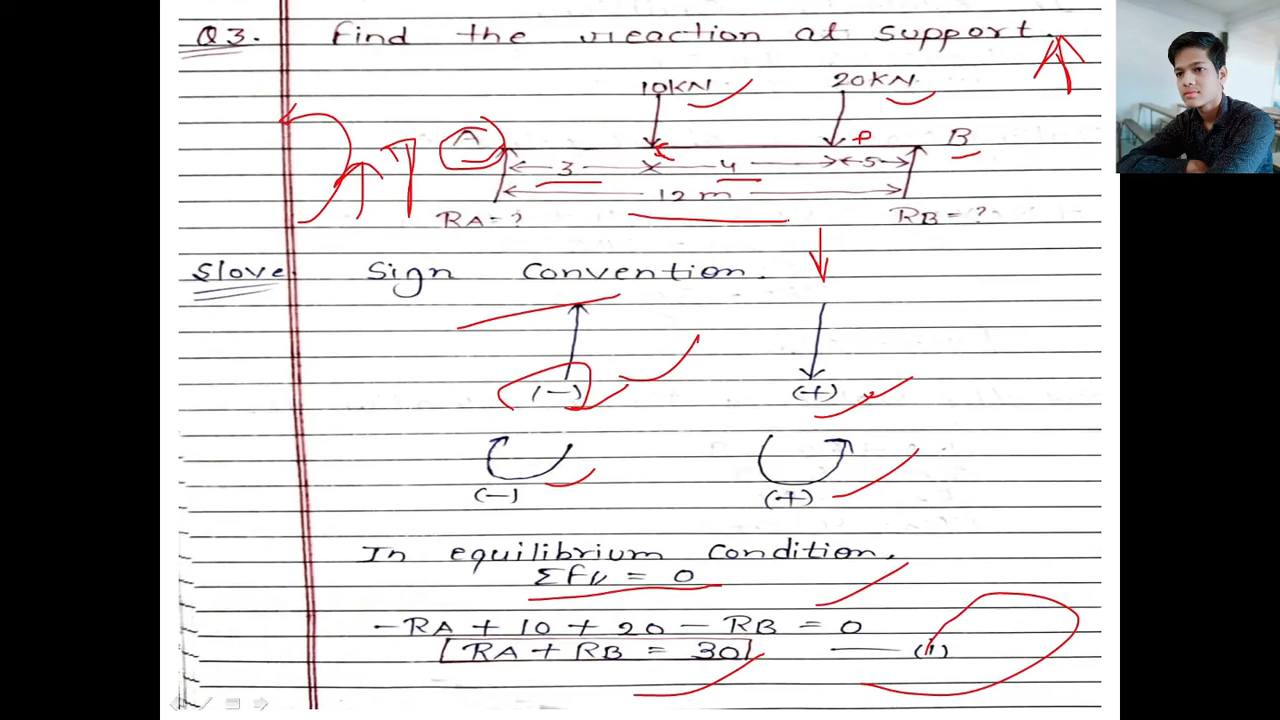 Q3. Find the reaction at support.
10KN 20KN
A P B
3 4 5
12 m
RA = ? RB = ?
Slove Sign Convention.
(-) (+)
(-) (+)
In equilibrium condition.
Σfv = 0
-RA + 10 + 20 - RB = 0
RA + RB = 30 (1)